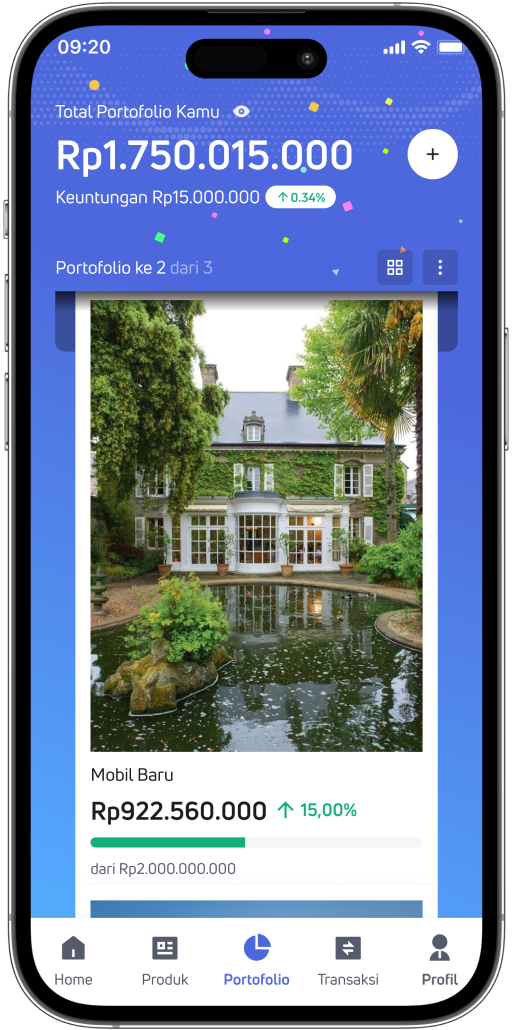 09:20
Total Portofolio Kamu
Rp1.750.015.000
+
Keuntungan Rp15.000.000 ↑ 0.34%
Portofolio ke 2 dari 3
Mobil Baru
Rp922.560.000 ↑ 15,00%
dari Rp2.000.000.000
Home Produk Portofolio Transaksi Profil